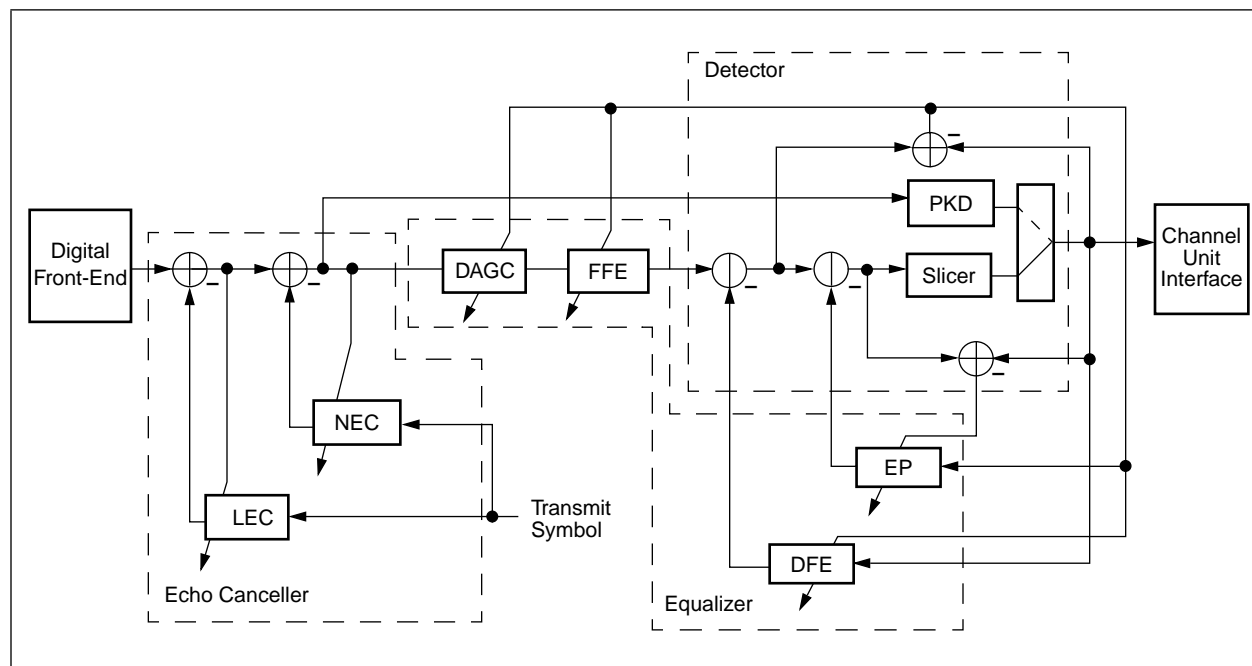 Detector
PKD
Digital
Front-End
DAGC
FFE
Slicer
Channel
Unit
Interface
NEC
EP
LEC
Transmit
Symbol
DFE
Echo Canceller
Equalizer